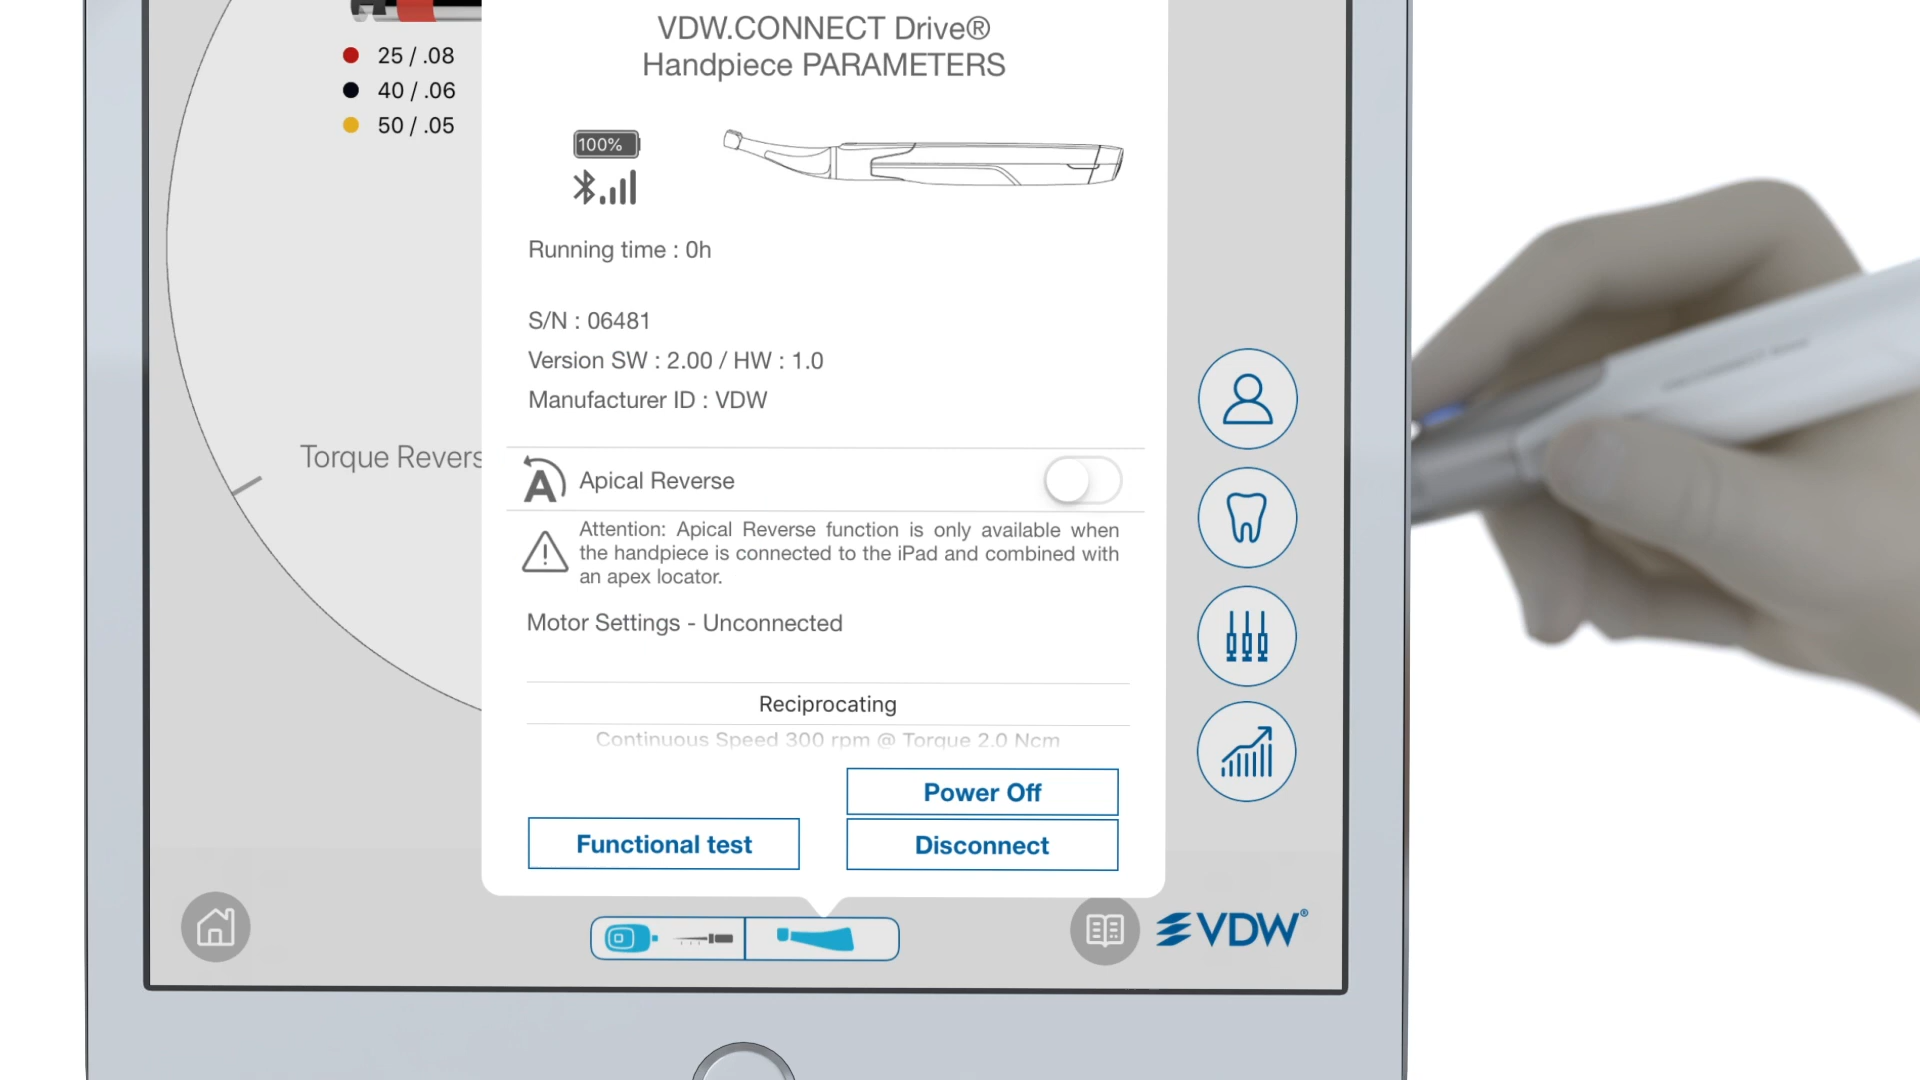 VDW.CONNECT Drive®
Handpiece PARAMETERS
25 / .08
40 / .06
50 / .05
100%
Running time : 0h
S/N : 06481
Version SW : 2.00 / HW : 1.0
Manufacturer ID : VDW
Torque Revers
A Apical Reverse
Attention: Apical Reverse function is only available when
the handpiece is connected to the iPad and combined with
an apex locator.
Motor Settings - Unconnected
Reciprocating
Continuous Speed 300 rpm @ Torque 2.0 Ncm
Power Off
Functional test
Disconnect
VDW®